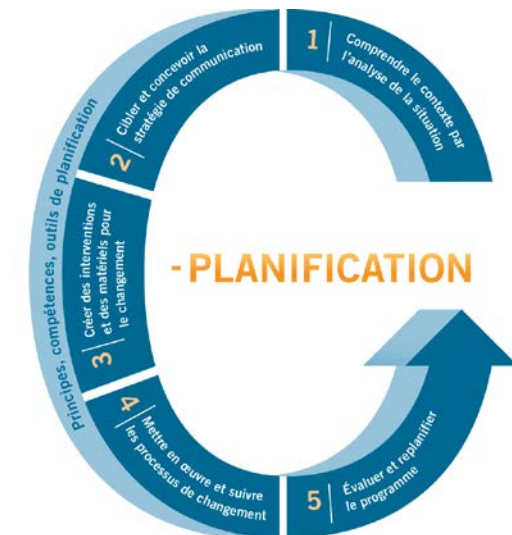 1
Comprendre le contexte par
l'analyse de la situation
2
Cibler et concevoir la
stratégie de communication
3
Créer des interventions
et des matériels pour
le changement
4
Mettre en œuvre et suivre
les processus de changement
5
Évaluer et replanifier
le programme
Principes, compétences, outils de planification
C
-PLANIFICATION